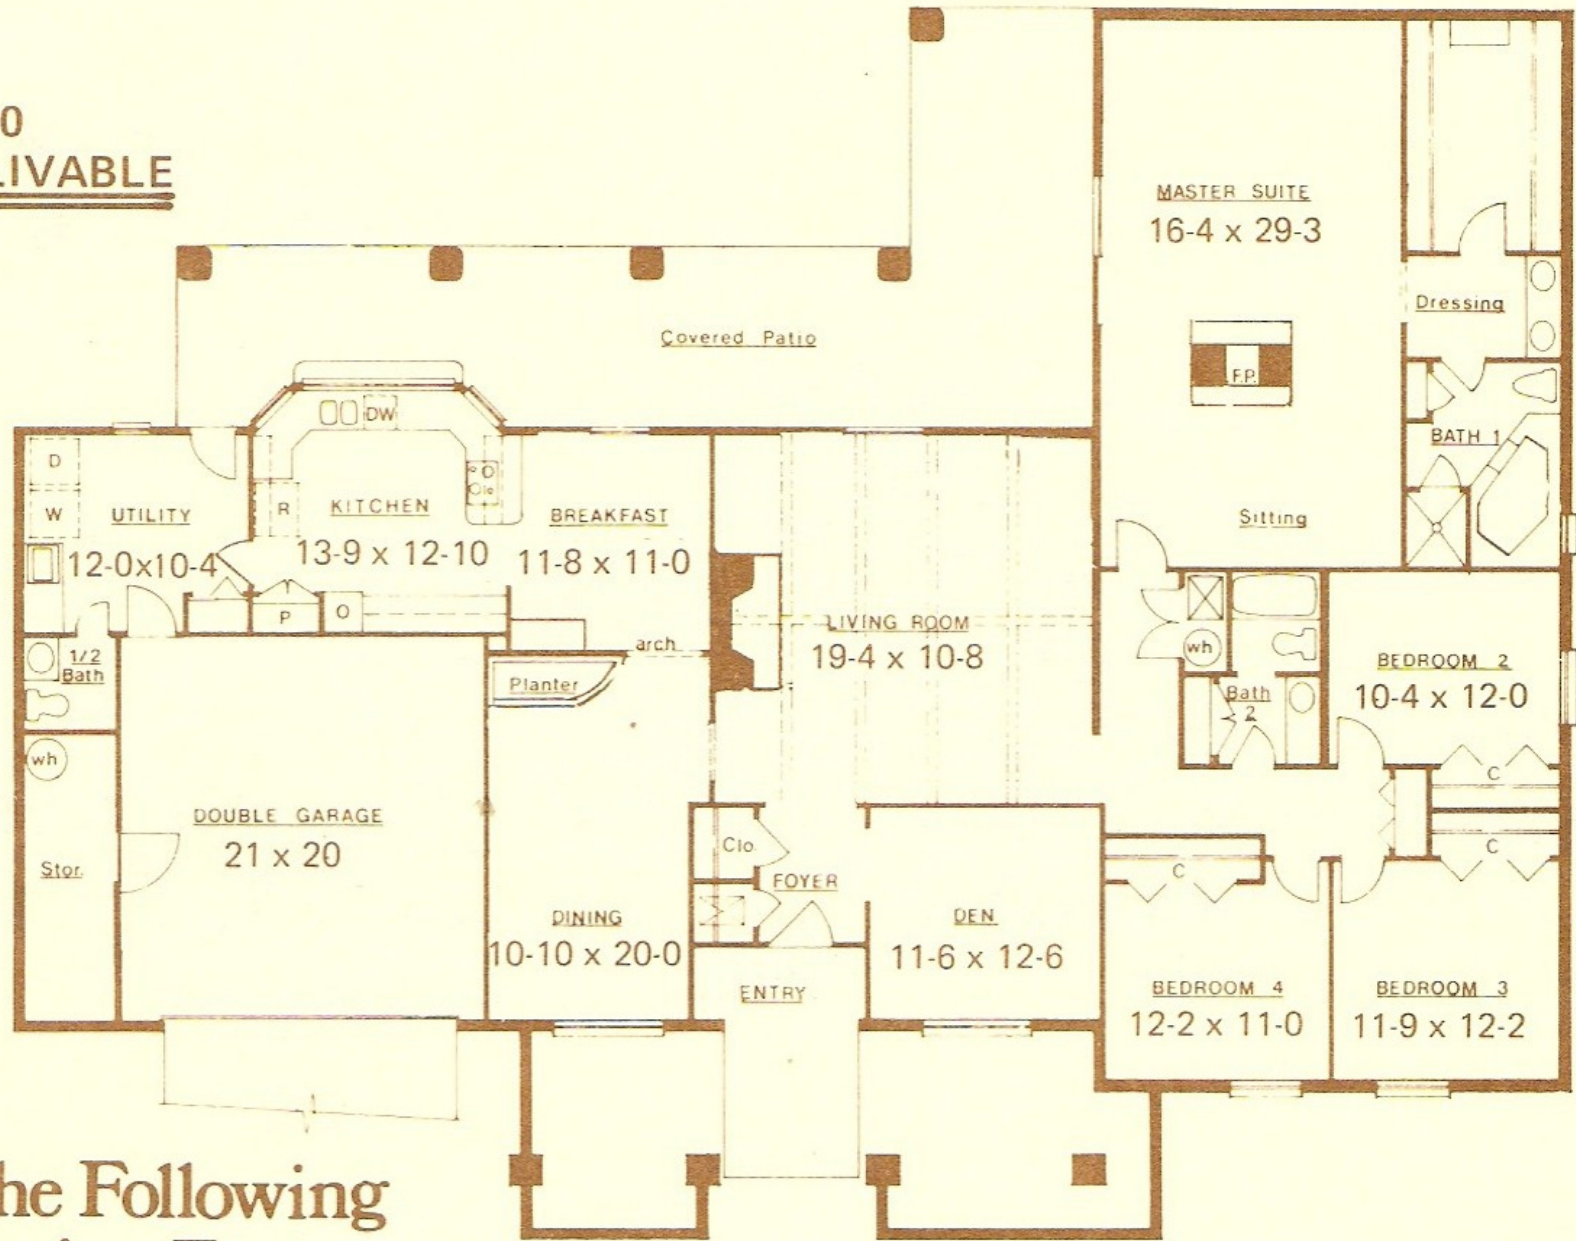 0
LIVABLE
MASTER SUITE
16-4 x 29-3
Dressing
F.P.
Covered Patio
BATH 1
Sitting
D
W
UTILITY
12-0x10-4
DW
R
KITCHEN
13-9 x 12-10
P
O
BREAKFAST
11-8 x 11-0
arch
LIVING ROOM
19-4 x 10-8
wh
Bath
2
BEDROOM 2
10-4 x 12-0
C
1/2
Bath
Planter
wh
DOUBLE GARAGE
21 x 20
Stor.
Clo.
FOYER
DINING
10-10 x 20-0
DEN
11-6 x 12-6
ENTRY
C
C
BEDROOM 4
12-2 x 11-0
BEDROOM 3
11-9 x 12-2
he Following